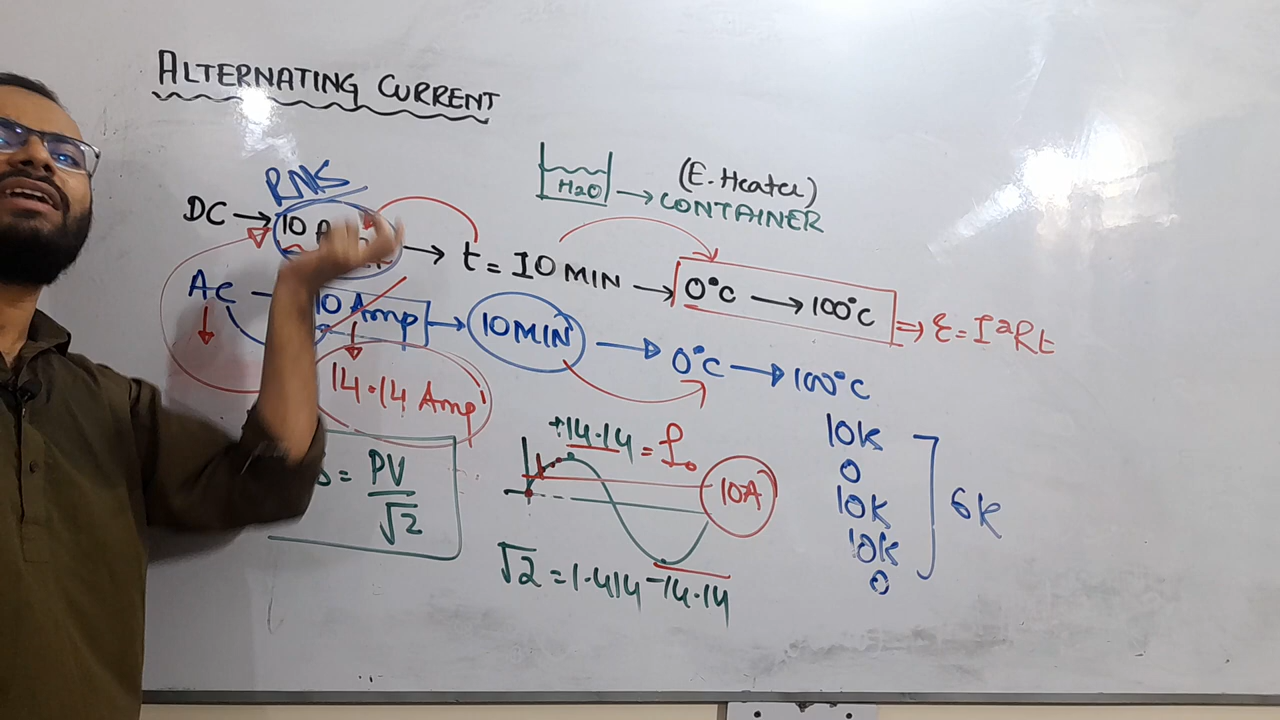 ALTERNATING CURRENT
RMS
H2O → (E. Heater)
CONTAINER
DC → 10 → t = 10 MIN → 0°C → 100°C ⇒ E = I²Rt
AC 10 Amp → 10 MIN → 0°C → 100°C
14.14 Amp
= PV/√2
+14.14 = I₀
10A
-14.14
√2 = 1.414
10K
0
10K
10K
0
6K